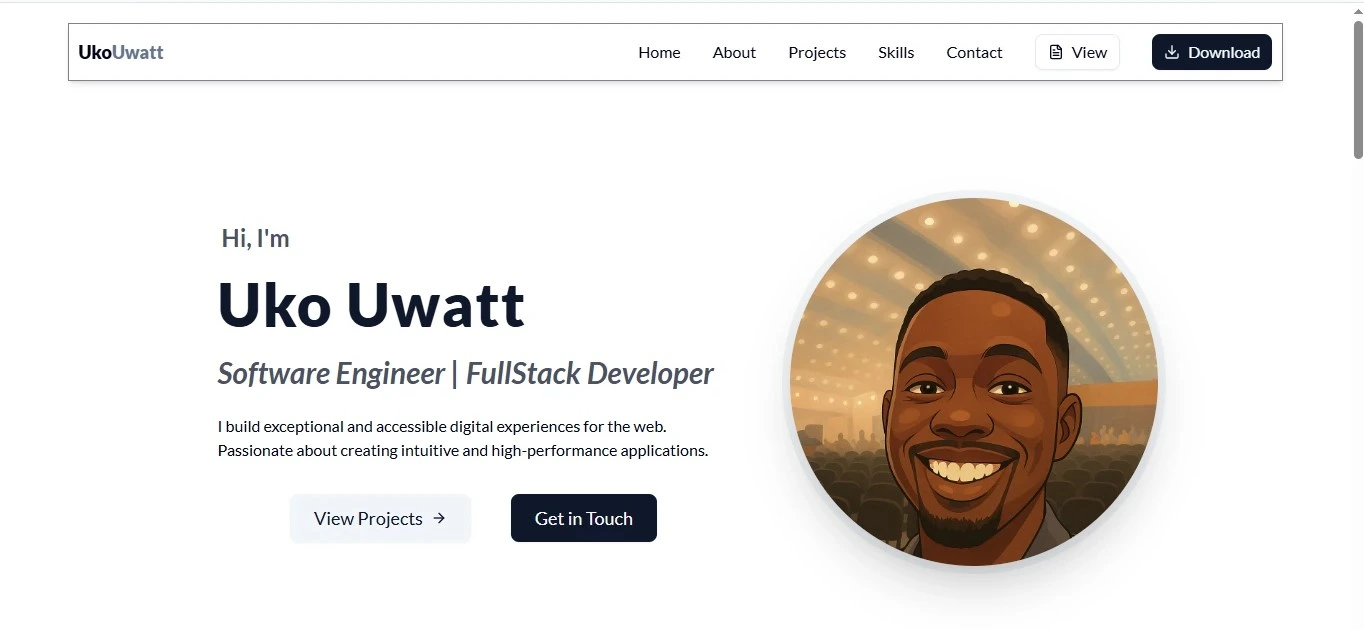 UkoUwatt Home About Projects Skills Contact View Download
Hi, I'm
Uko Uwatt
Software Engineer | FullStack Developer
I build exceptional and accessible digital experiences for the web.
Passionate about creating intuitive and high-performance applications.
View Projects → Get in Touch